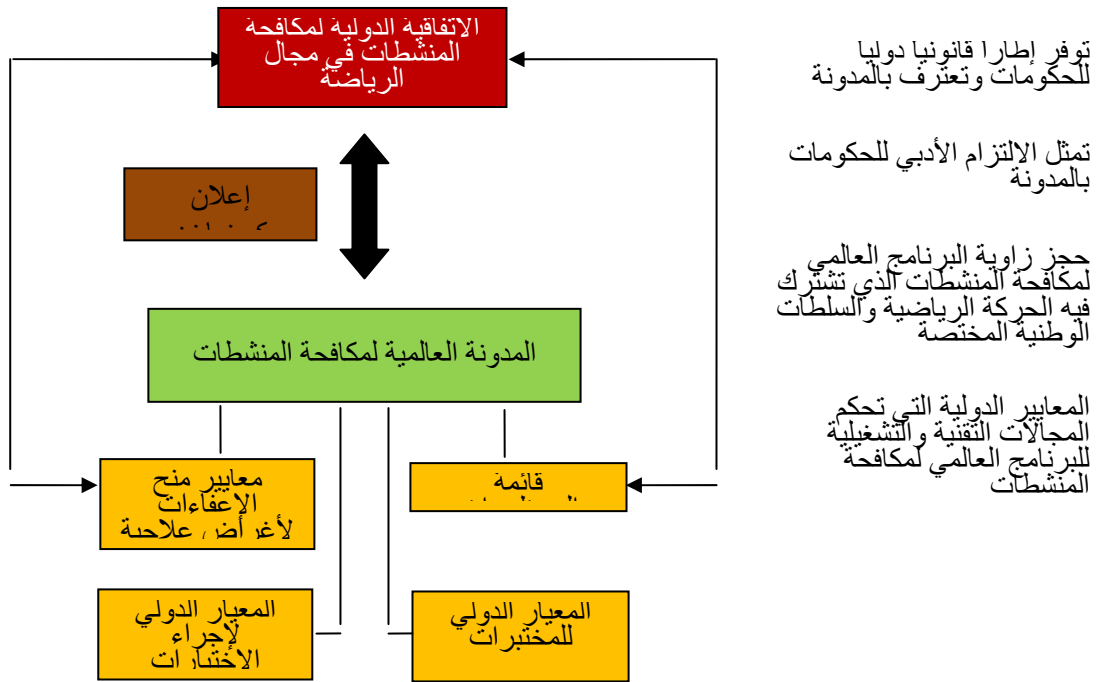 الاتفاقية الدولية لمكافحة
المنشطات في مجال
الرياضة
توفر إطارا قانونيا دوليا
للحكومات وتعترف بالمدونة
إعلان
تمثل الالتزام الأدبي للحكومات
بالمدونة
حجز زاوية البرنامج العالمي
لمكافحة المنشطات الذي تشترك
فيه الحركة الرياضية والسلطات
الوطنية المختصة
المدونة العالمية لمكافحة المنشطات
المعايير الدولية التي تحكم
المجالات التقنية والتشغيلية
للبرنامج العالمي لمكافحة
المنشطات
قائمة
معايير منح
الإعفاءات
لأغراض علاجية
المعيار الدولي
للمختبرات
المعيار الدولي
لإجراء
الاختبارات